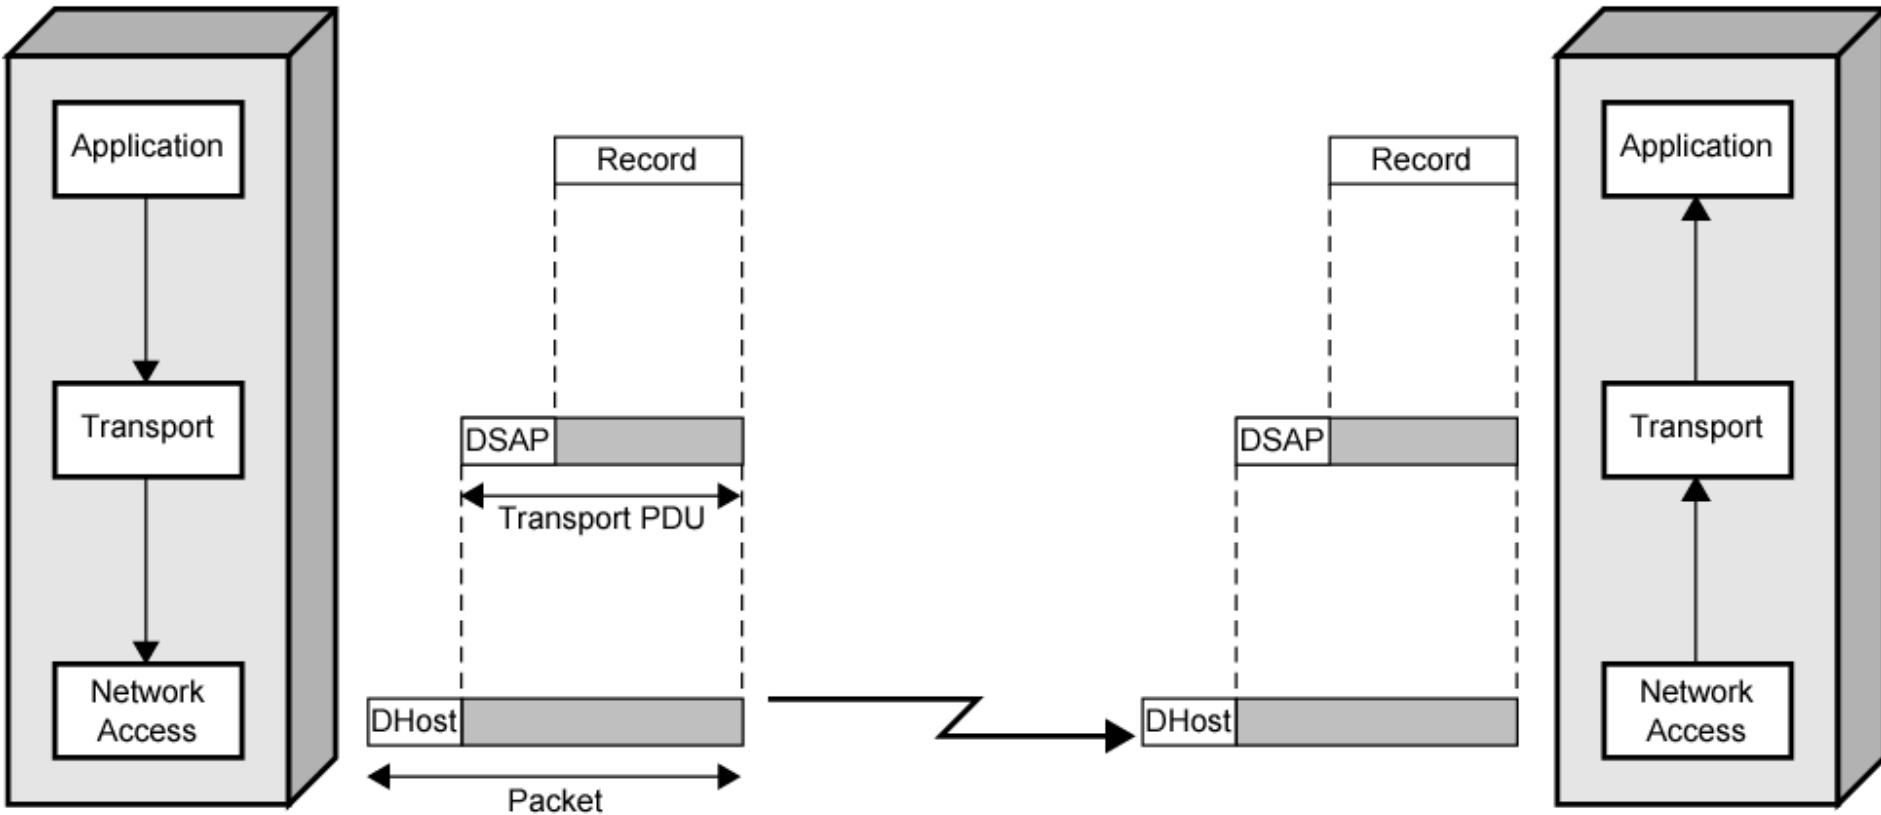 Application
Record
Record
Application
Transport
DSAP
DSAP
Transport
Transport PDU
Network
Access
DHost
DHost
Network
Access
Packet